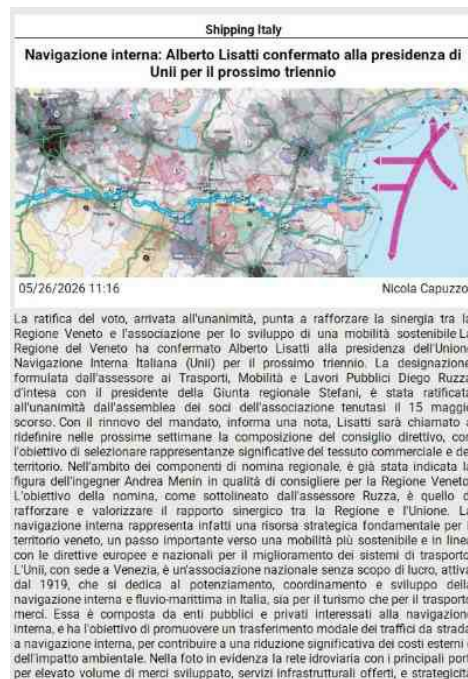 Shipping Italy
Navigazione interna: Alberto Lisatti confermato alla presidenza di
Unii per il prossimo triennio
05/26/2026 11:16
Nicola Capuzzo
La ratifica del voto, arrivata all'unanimità, punta a rafforzare la sinergia tra la
Regione Veneto e l'associazione per lo sviluppo di una mobilità sostenibile La
Regione del Veneto ha confermato Alberto Lisatti alla presidenza dell'Unione
Navigazione Interna Italiana (Unii) per il prossimo triennio. La designazione,
formulata dall'assessore ai Trasporti, Mobilità e Lavori Pubblici Diego Ruzza
d'intesa con il presidente della Giunta regionale Stefani, è stata ratificata
all'unanimità dall'assemblea dei soci dell'associazione tenutasi il 15 maggio
scorso. Con il rinnovo del mandato, informa una nota, Lisatti sarà chiamato a
ridefinire nelle prossime settimane la composizione del consiglio direttivo, con
l'obiettivo di selezionare rappresentanze significative del tessuto commerciale e del
territorio. Nell'ambito dei componenti di nomina regionale, è già stata indicata la
figura dell'ingegner Andrea Menin in qualità di consigliere per la Regione Veneto.
L'obiettivo della nomina, come sottolineato dall'assessore Ruzza, è quello di
rafforzare e valorizzare il rapporto sinergico tra la Regione e l'Unione. La
navigazione interna rappresenta infatti una risorsa strategica fondamentale per il
territorio veneto, un passo importante verso una mobilità più sostenibile e in linea
con le direttive europee e nazionali per il miglioramento dei sistemi di trasporto.
L'Unii, con sede a Venezia, è un'associazione nazionale senza scopo di lucro, attiva
dal 1919, che si dedica al potenziamento, coordinamento e sviluppo della
navigazione interna e fluvio-marittima in Italia, sia per il turismo che per il trasporto
merci. Essa è composta da enti pubblici e privati interessati alla navigazione
interna, e ha l'obiettivo di promuovere un trasferimento modale dei traffici da strada
a navigazione interna, per contribuire a una riduzione significativa dei costi esterni e
dell'impatto ambientale. Nella foto in evidenza la rete idroviaria con i principali porti
per elevato volume di merci sviluppato, servizi infrastrutturali offerti, e strategicità